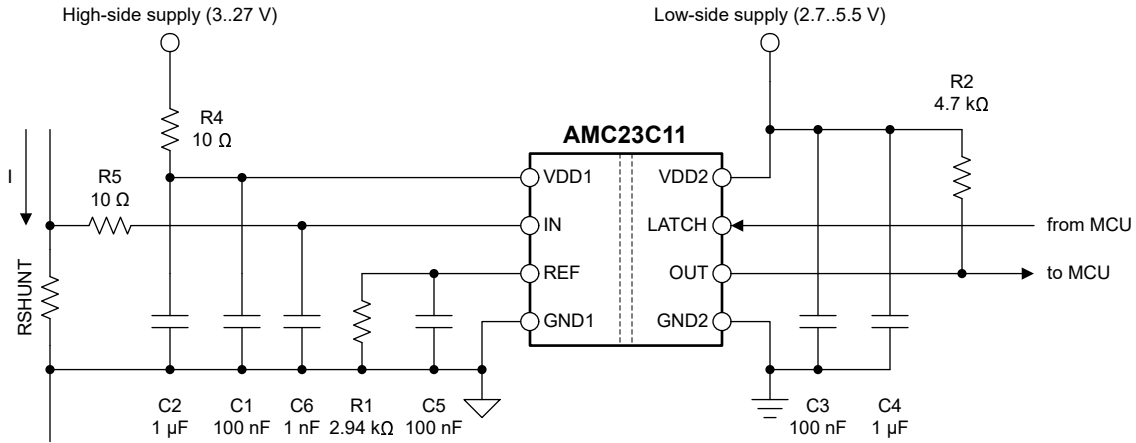 High-side supply (3..27 V)
Low-side supply (2.7..5.5 V)
R2
4.7 kΩ
R4
10 Ω
AMC23C11
I
R5
10 Ω
VDD1
VDD2
IN
LATCH
from MCU
REF
OUT
to MCU
RSHUNT
GND1
GND2
C2
1 µF
C1
100 nF
C6
1 nF
R1
2.94 kΩ
C5
100 nF
C3
100 nF
C4
1 µF